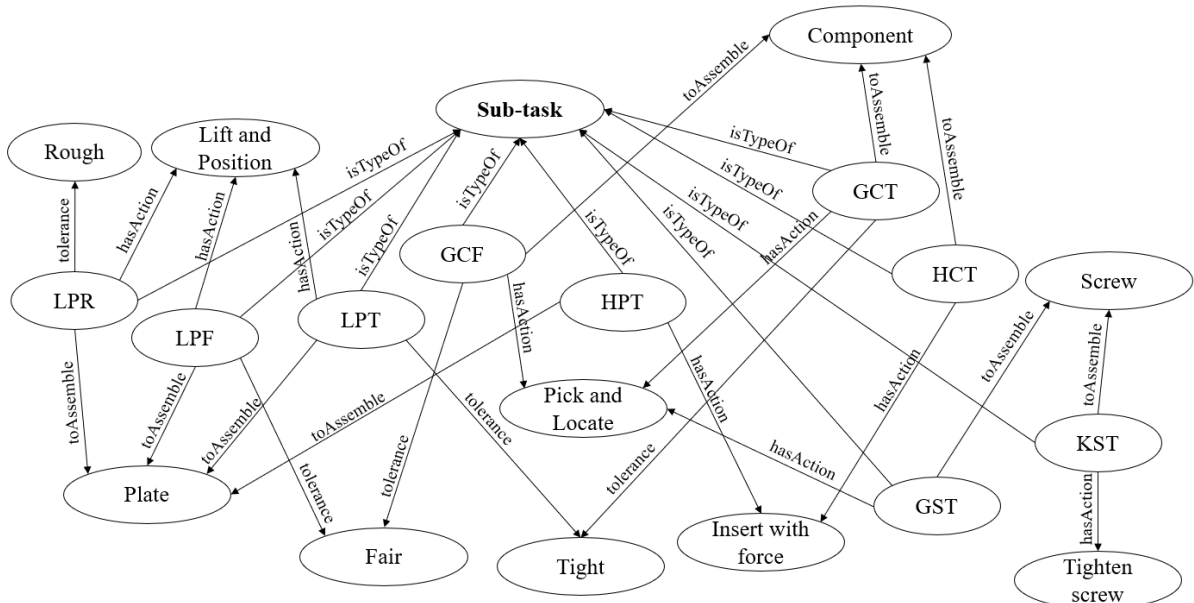 Component
toAssemble
Sub-task
toAssemble
Lift and
Position
Rough
isTypeOf
toAssemble
isTypeOf
isTypeOf
isTypeOf
GCT
isTypeOf
tolerance
hasAction
hasAction
isTypeOf
isTypeOf
isTypeOf
isTypeOf
hasAction
hasAction
GCF
HCT
Screw
LPR
HPT
LPT
LPF
hasAction
toAssemble
toAssemble
hasAction
hasAction
toAssemble
toAssemble
toAssemble
tolerance
toAssemble
Pick and
Locate
KST
hasAction
tolerance
tolerance
Plate
tolerance
GST
hasAction
Insert with
force
Fair
Tight
Tighten
screw